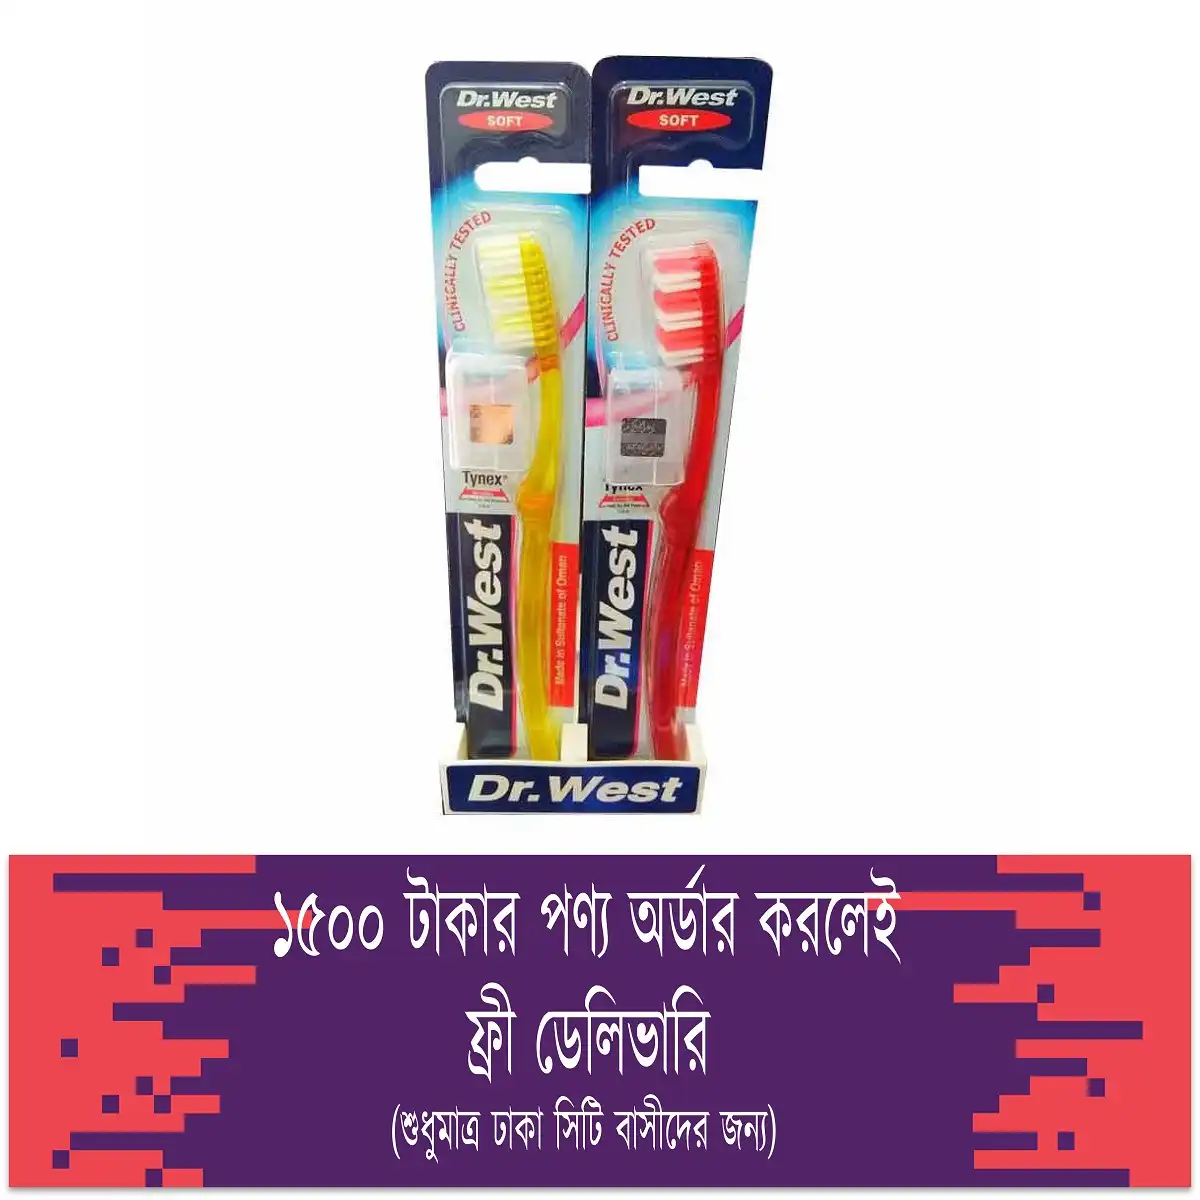 Dr.West
SOFT
CLINICALLY TESTED
Tynex®
Dr.West
Made in Sultanate of Oman
Dr.West
SOFT
CLINICALLY TESTED
Tynex
Dr.West
Made in Sultanate of Oman
Dr.West
১৫০০ টাকার পণ্য অর্ডার করলেই
ফ্রী ডেলিভারি
(শুধুমাত্র ঢাকা সিটি বাসীদের জন্য)